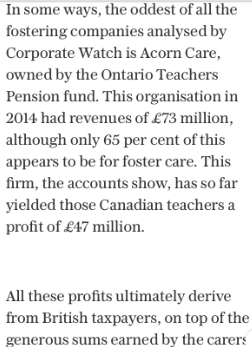 In some ways, the oddest of all the
fostering companies analysed by
Corporate Watch is Acorn Care,
owned by the Ontario Teachers
Pension fund. This organisation in
2014 had revenues of £73 million,
although only 65 per cent of this
appears to be for foster care. This
firm, the accounts show, has so far
yielded those Canadian teachers a
profit of £47 million.
All these profits ultimately derive
from British taxpayers, on top of the
generous sums earned by the carers